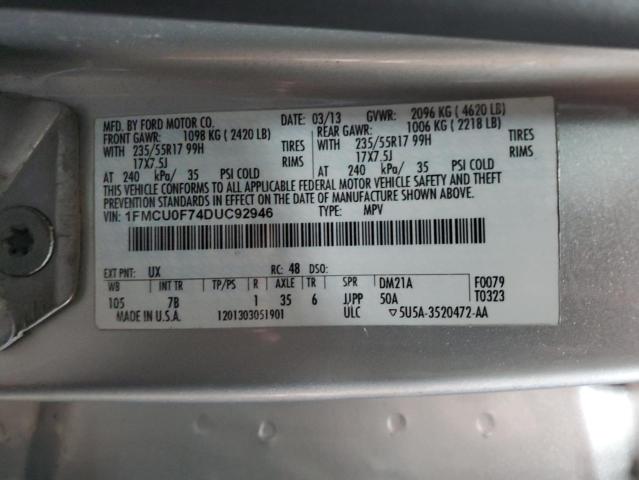 MFD. BY FORD MOTOR CO. DATE: 03/13 GVWR: 2096 KG ( 4620 LB)
FRONT GAWR: 1098 KG ( 2420 LB) REAR GAWR: 1006 KG ( 2218 LB)
WITH 235/55R17 99H TIRES WITH 235/55R17 99H TIRES
17X7.5J RIMS 17X7.5J RIMS
AT 240 kPa/ 35 PSI COLD AT 240 kPa/ 35 PSI COLD
THIS VEHICLE CONFORMS TO ALL APPLICABLE FEDERAL MOTOR VEHICLE SAFETY AND THEFT
PREVENTION STANDARDS IN EFFECT ON THE DATE OF MANUFACTURE SHOWN ABOVE.
VIN: 1FMCU0F74DUC92946 TYPE: MPV
EXT PNT: UX RC: 48 DSO:
WB INT TR TP/PS R AXLE TR SPR DM21A F0079
105 7B 1 35 6 JJPP 50A T0323
MADE IN U.S.A. 1201303051901 ULC ▽5U5A-3520472-AA